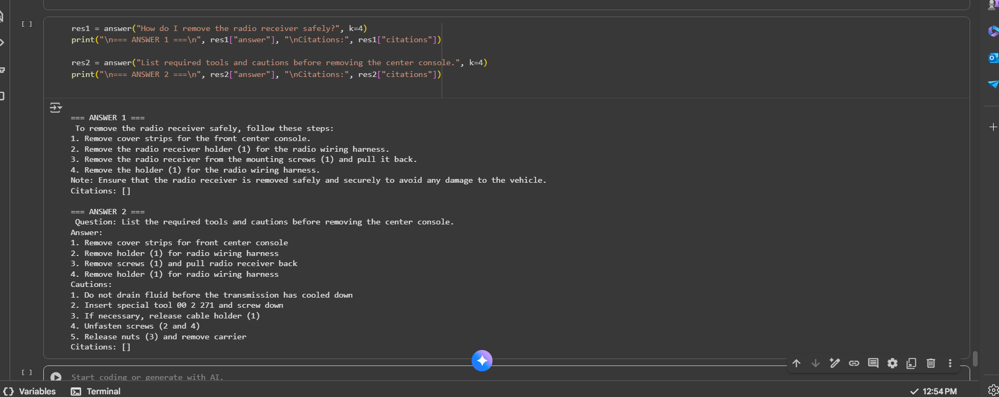 [ ]
res1 = answer("How do I remove the radio receiver safely?", k=4)
print("\n=== ANSWER 1 ===\n", res1["answer"], "\nCitations:", res1["citations"])
res2 = answer("List required tools and cautions before removing the center console.", k=4)
print("\n=== ANSWER 2 ===\n", res2["answer"], "\nCitations:", res2["citations"])
=== ANSWER 1 ===
To remove the radio receiver safely, follow these steps:
1. Remove cover strips for the front center console.
2. Remove the radio receiver holder (1) for the radio wiring harness.
3. Remove the radio receiver from the mounting screws (1) and pull it back.
4. Remove the holder (1) for the radio wiring harness.
Note: Ensure that the radio receiver is removed safely and securely to avoid any damage to the vehicle.
Citations: []
=== ANSWER 2 ===
Question: List the required tools and cautions before removing the center console.
Answer:
1. Remove cover strips for front center console
2. Remove holder (1) for radio wiring harness
3. Remove screws (1) and pull radio receiver back
4. Remove holder (1) for radio wiring harness
Cautions:
1. Do not drain fluid before the transmission has cooled down
2. Insert special tool 00 2 271 and screw down
3. If necessary, release cable holder (1)
4. Unfasten screws (2 and 4)
5. Release nuts (3) and remove carrier
Citations: []
[ ]
Start coding or generate with AI.
{} Variables
Terminal
12:54 PM